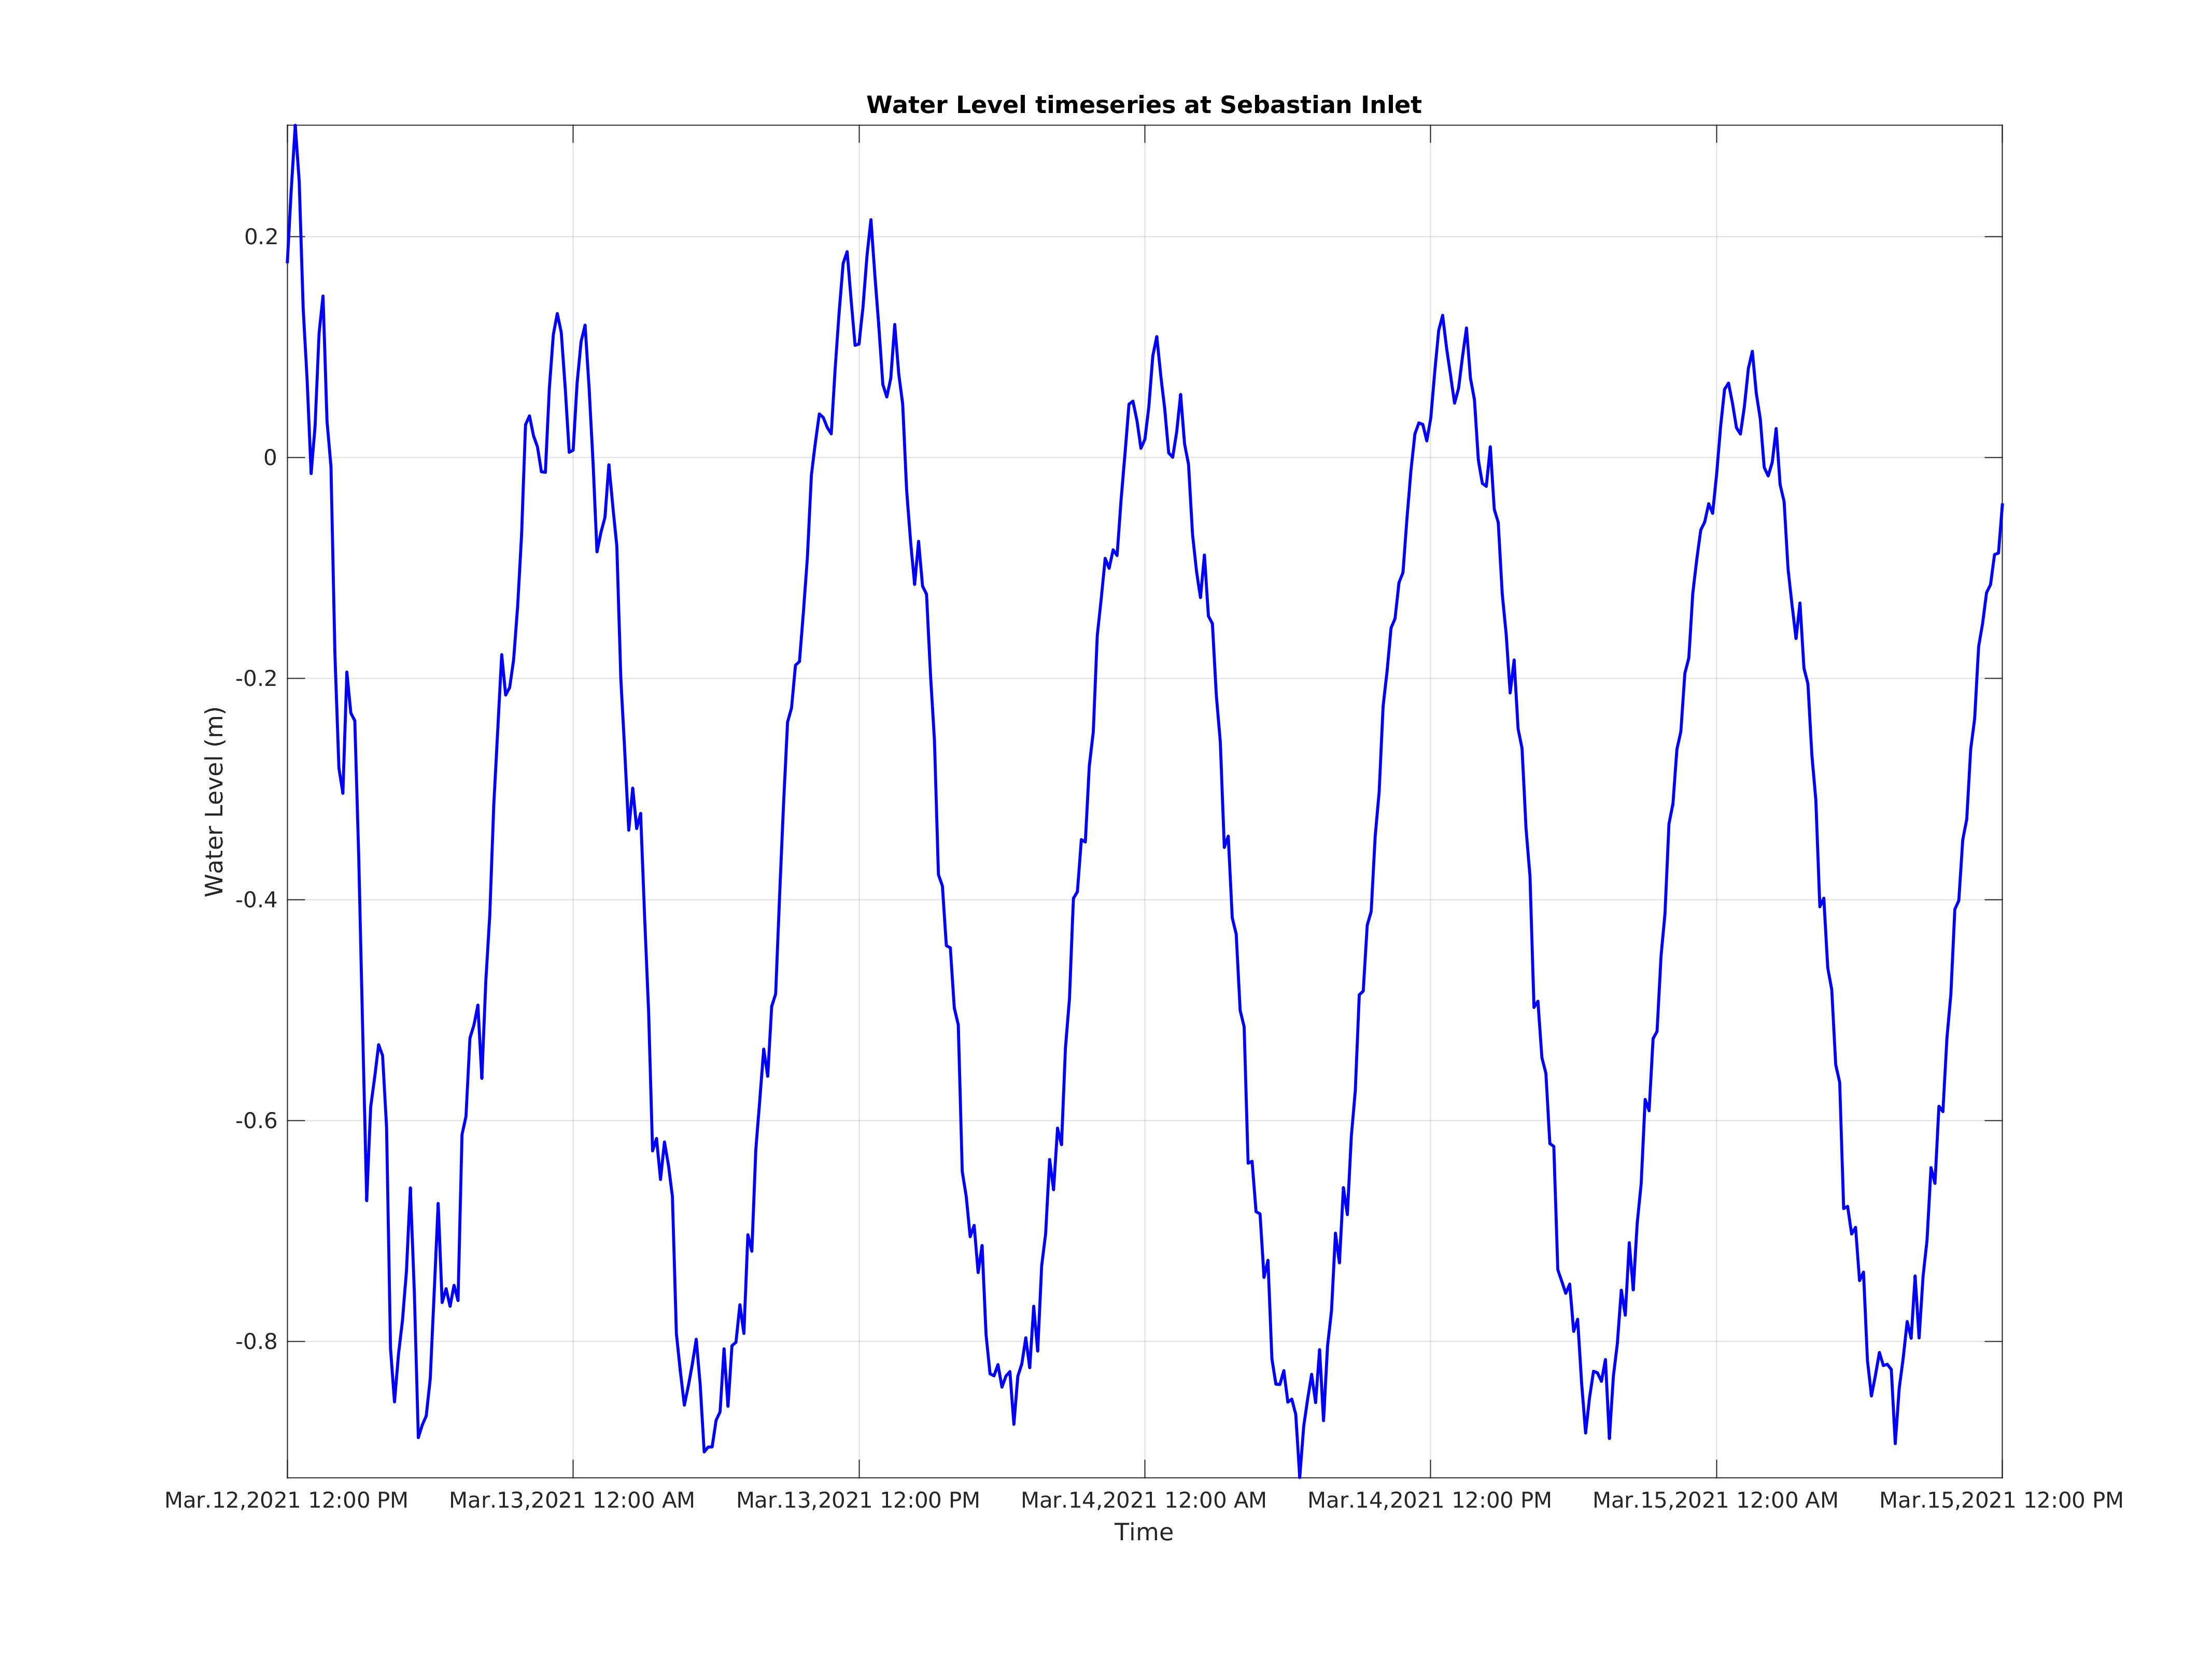 Water Level timeseries at Sebastian Inlet
0.2
0
-0.2
-0.4
-0.6
-0.8
Water Level (m)
Mar.12,2021 12:00 PM
Mar.13,2021 12:00 AM
Mar.13,2021 12:00 PM
Mar.14,2021 12:00 AM
Mar.14,2021 12:00 PM
Mar.15,2021 12:00 AM
Mar.15,2021 12:00 PM
Time